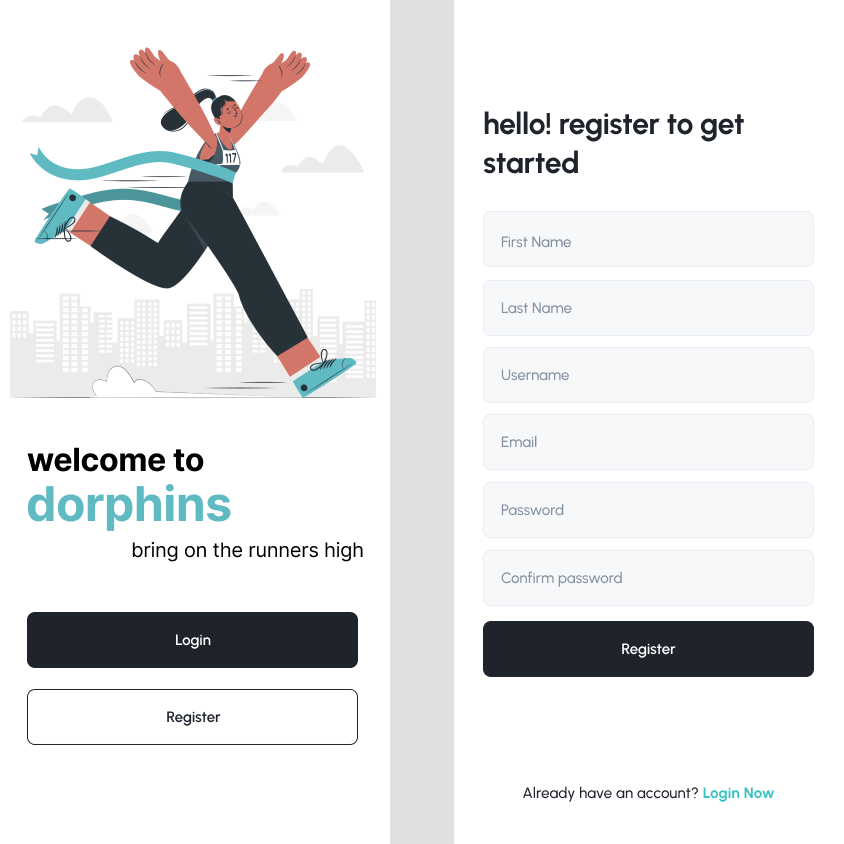 117
welcome to
dorphins
bring on the runners high
Login
Register
hello! register to get
started
First Name
Last Name
Username
Email
Password
Confirm password
Register
Already have an account? Login Now